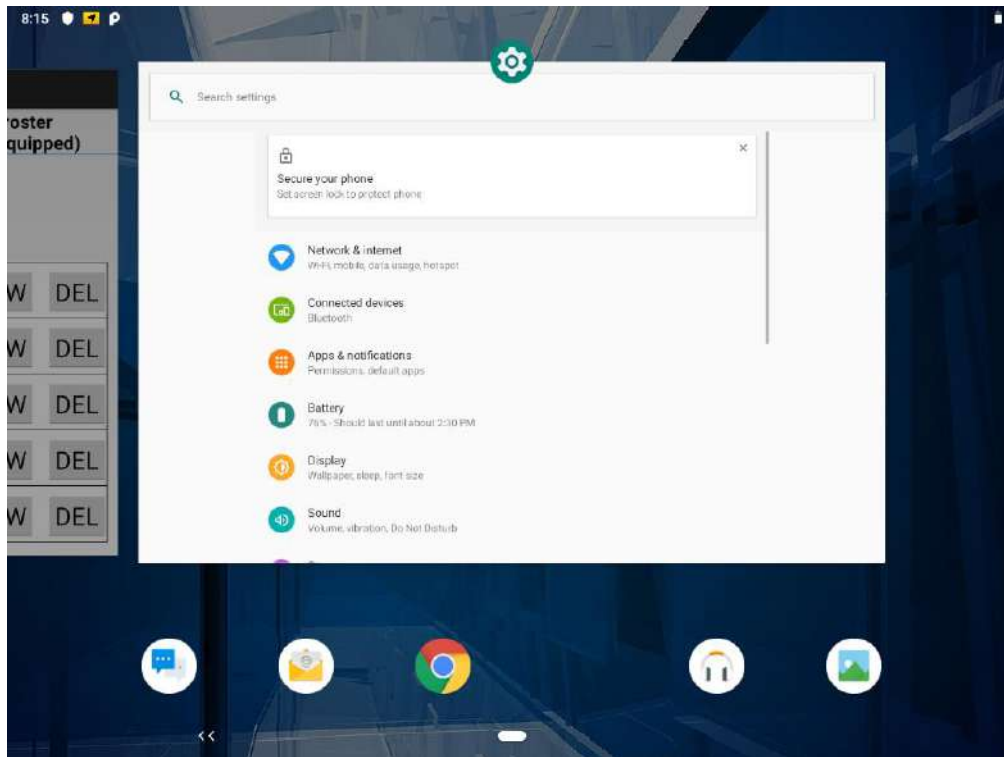 8:15
Search settings
oster
quipped)
Secure your phone
Set screen lock to protect phone
Network & internet
Wi-Fi, mobile, data usage, hotspot
W DEL
Connected devices
Bluetooth
W DEL
Apps & notifications
Permissions, default apps
W DEL
Battery
76% - Should last until about 2:30 PM
W DEL
Display
Wallpaper, sleep, font size
W DEL
Sound
Volume, vibration, Do Not Disturb
<<